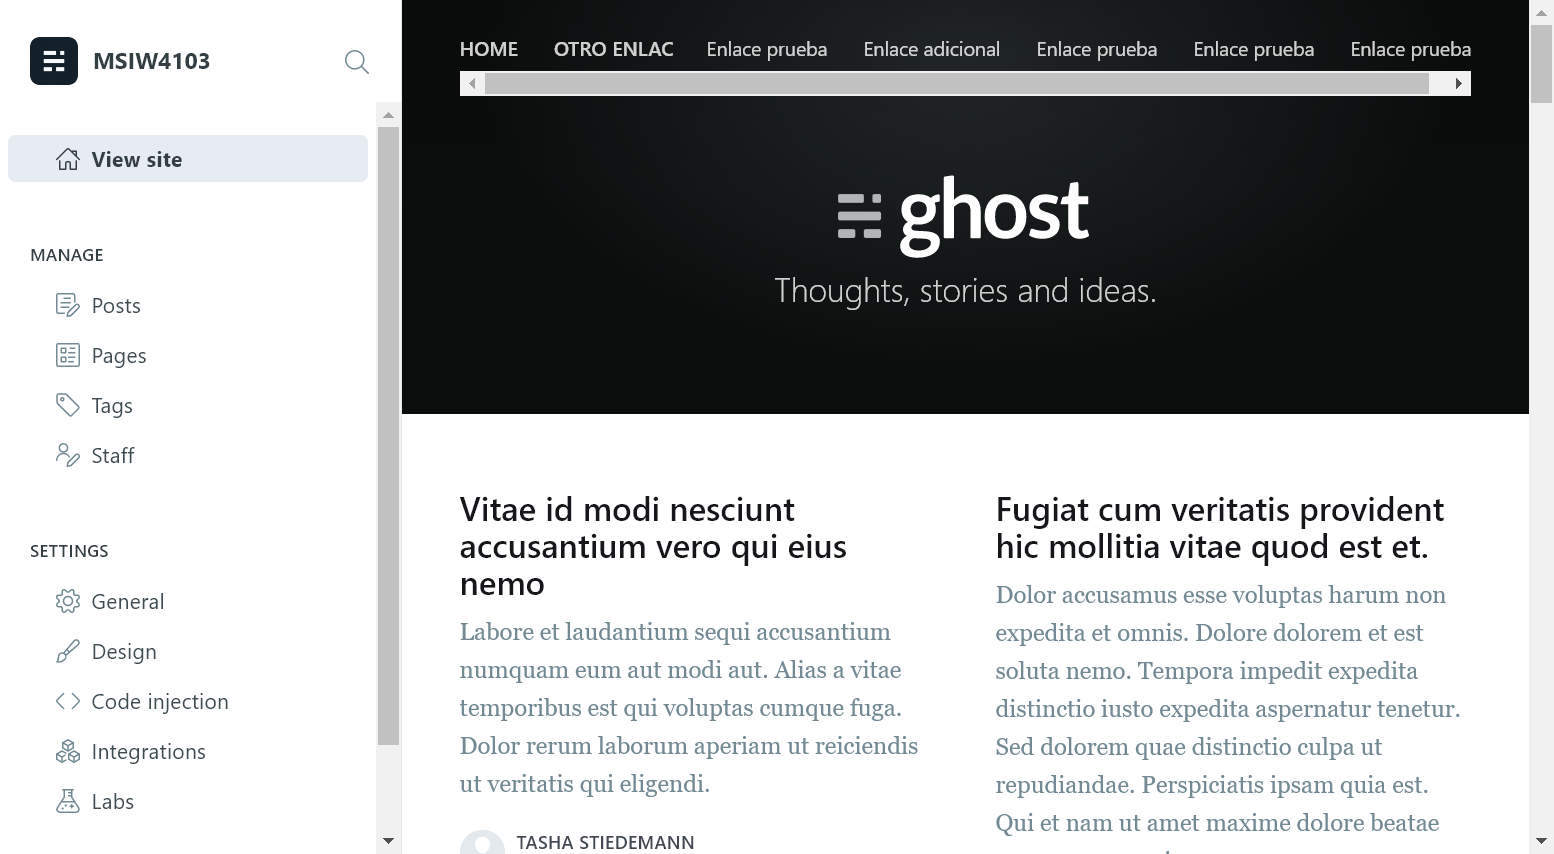 MSIW4103
View site
MANAGE
Posts
Pages
Tags
Staff
SETTINGS
General
Design
Code injection
Integrations
Labs
HOME OTRO ENLAC Enlace prueba Enlace adicional Enlace prueba Enlace prueba Enlace prueba
ghost
Thoughts, stories and ideas.
Vitae id modi nesciunt
accusantium vero qui eius
nemo
Labore et laudantium sequi accusantium
numquam eum aut modi aut. Alias a vitae
temporibus est qui voluptas cumque fuga.
Dolor rerum laborum aperiam ut reiciendis
ut veritatis qui eligendi.
TASHA STIEDEMANN
Fugiat cum veritatis provident
hic mollitia vitae quod est et.
Dolor accusamus esse voluptas harum non
expedita et omnis. Dolore dolorem et est
soluta nemo. Tempora impedit expedita
distinctio iusto expedita aspernatur tenetur.
Sed dolorem quae distinctio culpa ut
repudiandae. Perspiciatis ipsam quia est.
Qui et nam ut amet maxime dolore beatae